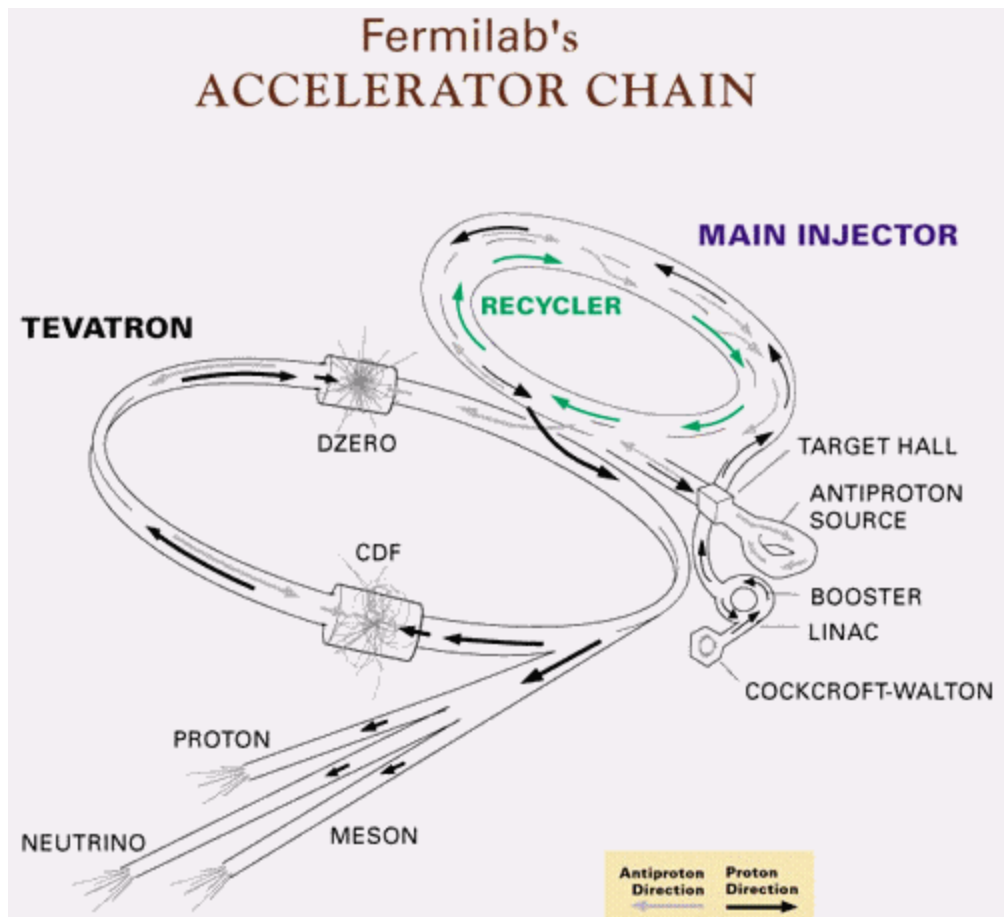 Fermilab's
ACCELERATOR CHAIN
MAIN INJECTOR
RECYCLER
TEVATRON
DZERO
TARGET HALL
ANTIPROTON
SOURCE
CDF
BOOSTER
LINAC
COCKCROFT-WALTON
PROTON
NEUTRINO
MESON
Antiproton
Direction
Proton
Direction